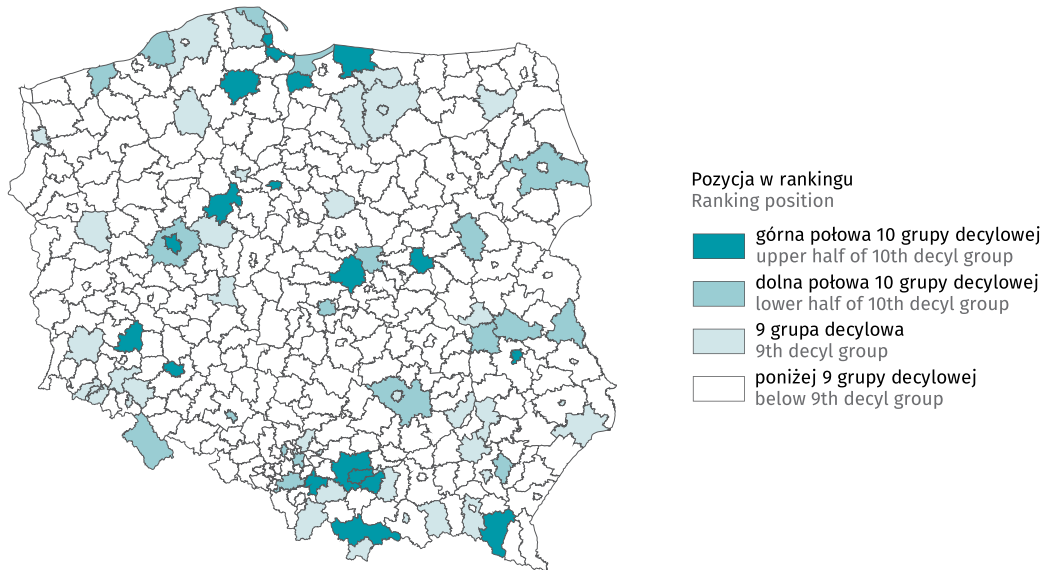 Pozycja w rankingu
Ranking position
górna połowa 10 grupy decylowej
upper half of 10th decyl group
dolna połowa 10 grupy decylowej
lower half of 10th decyl group
9 grupa decylowa
9th decyl group
poniżej 9 grupy decylowej
below 9th decyl group